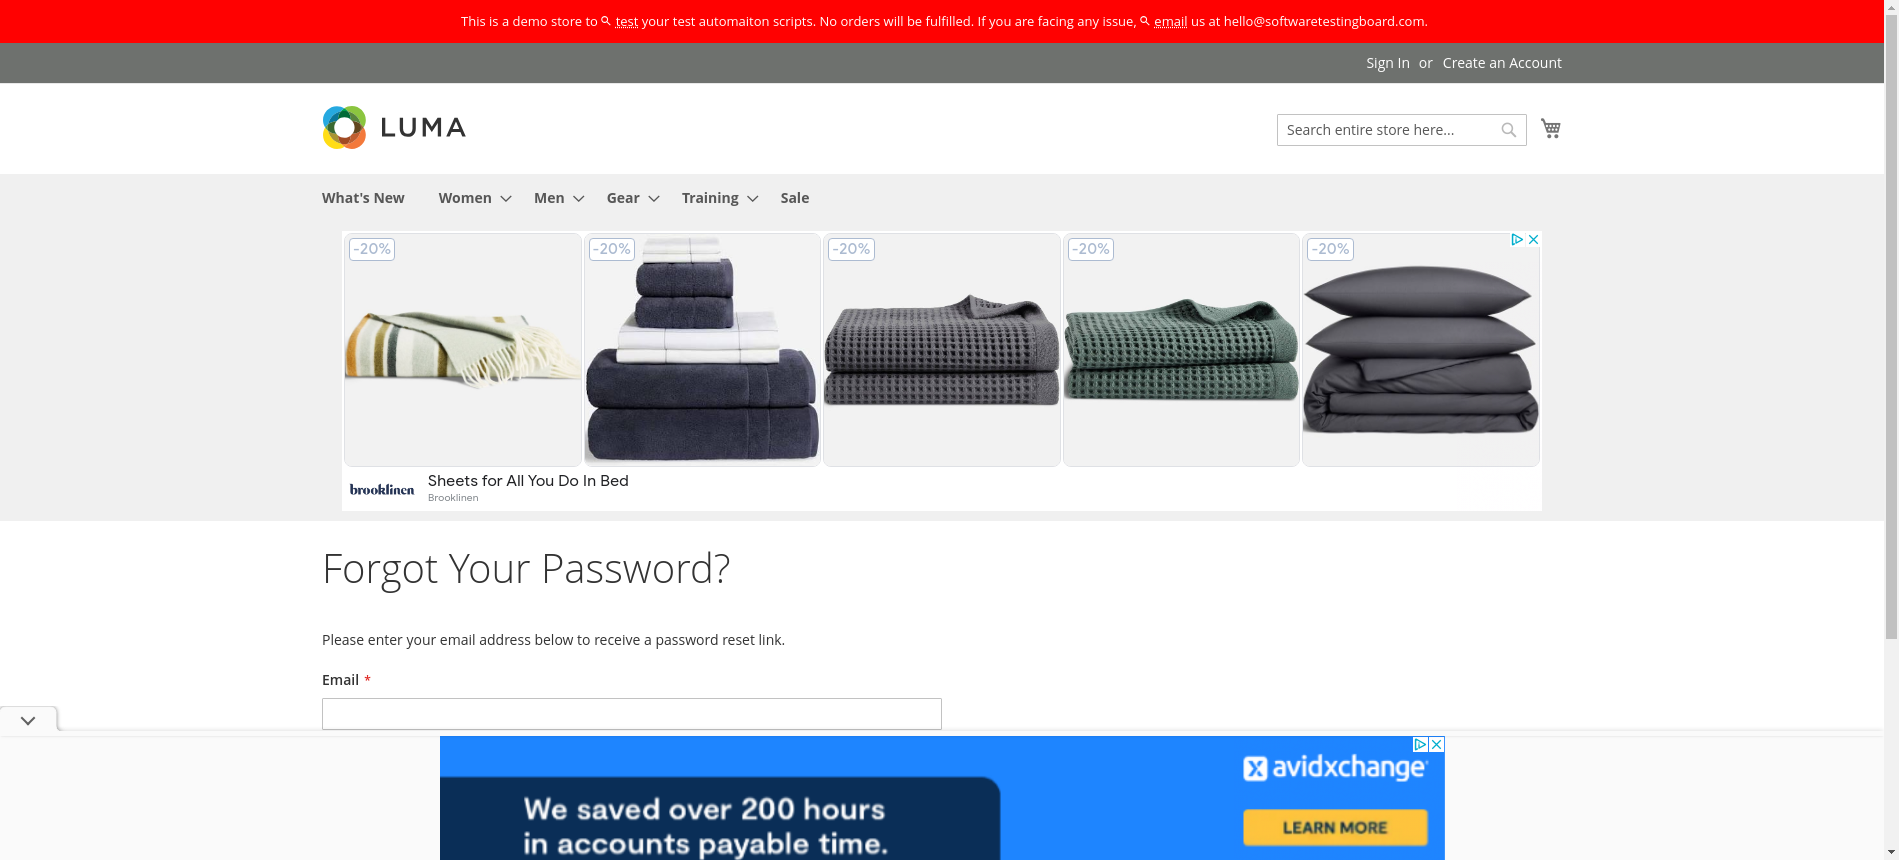 This is a demo store to test your test automaiton scripts. No orders will be fulfilled. If you are facing any issue, email us at hello@softwaretestingboard.com.
Sign In or Create an Account
LUMA
Search entire store here...
What's New Women Men Gear Training Sale
-20% -20% -20% -20% -20%
brooklinen
Sheets for All You Do In Bed
Brooklinen
Forgot Your Password?
Please enter your email address below to receive a password reset link.
Email *
avidxchange
We saved over 200 hours
in accounts payable time.
LEARN MORE